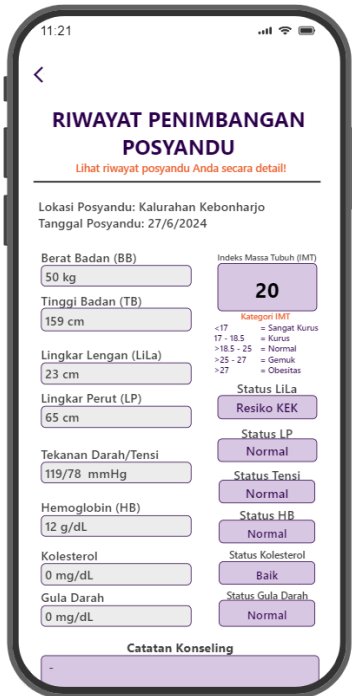 11:21
RIWAYAT PENIMBANGAN
POSYANDU
Lihat riwayat posyandu Anda secara detail!
Lokasi Posyandu: Kalurahan Kebonharjo
Tanggal Posyandu: 27/6/2024
Berat Badan (BB)
50 kg
Tinggi Badan (TB)
159 cm
Indeks Massa Tubuh (IMT)
20
Kategori IMT
<17 = Sangat Kurus
17 - 18.5 = Kurus
>18.5 - 25 = Normal
>25 - 27 = Gemuk
>27 = Obesitas
Lingkar Lengan (LiLa)
23 cm
Status LiLa
Resiko KEK
Lingkar Perut (LP)
65 cm
Status LP
Normal
Tekanan Darah/Tensi
119/78 mmHg
Status Tensi
Normal
Hemoglobin (HB)
12 g/dL
Status HB
Normal
Kolesterol
0 mg/dL
Status Kolesterol
Baik
Gula Darah
0 mg/dL
Status Gula Darah
Normal
Catatan Konseling
-